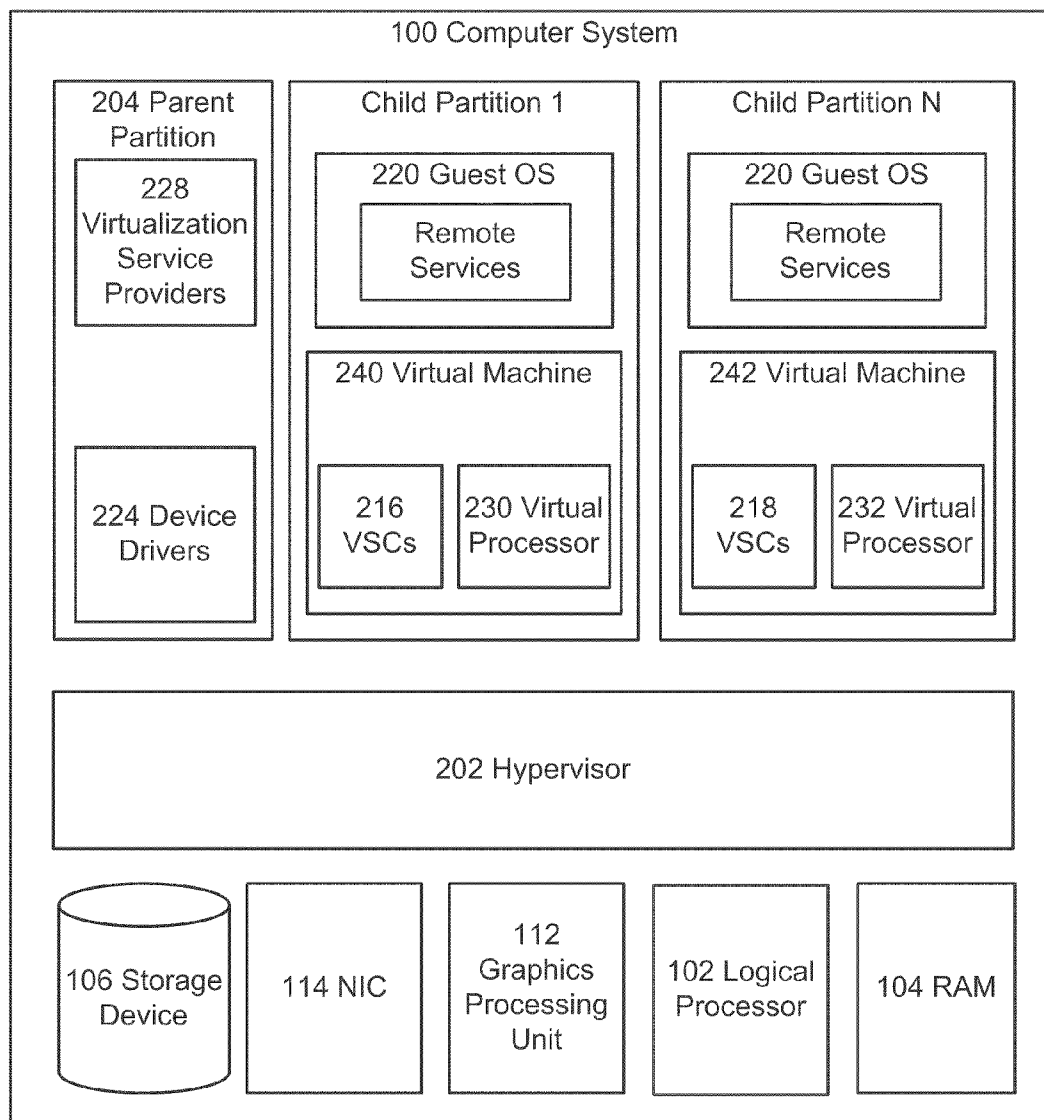 100 Computer System
204 Parent
Partition
228
Virtualization
Service
Providers
224 Device
Drivers
Child Partition 1
220 Guest OS
Remote
Services
240 Virtual Machine
216
VSCs
230 Virtual
Processor
Child Partition N
220 Guest OS
Remote
Services
242 Virtual Machine
218
VSCs
232 Virtual
Processor
202 Hypervisor
106 Storage
Device
114 NIC
112
Graphics
Processing
Unit
102 Logical
Processor
104 RAM